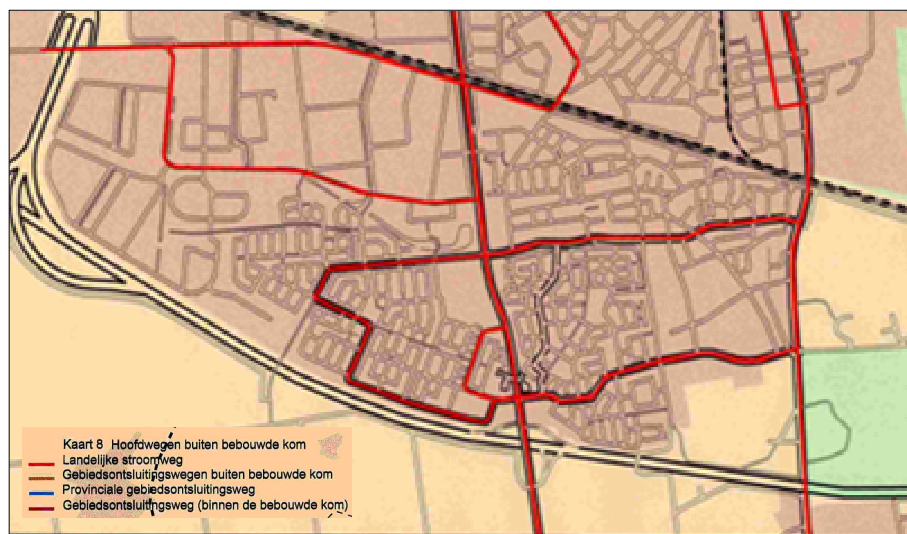 Kaart 8 Hoofdwegen buiten bebouwde kom
Landelijke stroomweg
Gebiedsontsluitingswegen buiten bebouwde kom
Provinciale gebiedsontsluitingsweg
Gebiedsontsluitingsweg (binnen de bebouwde kom)